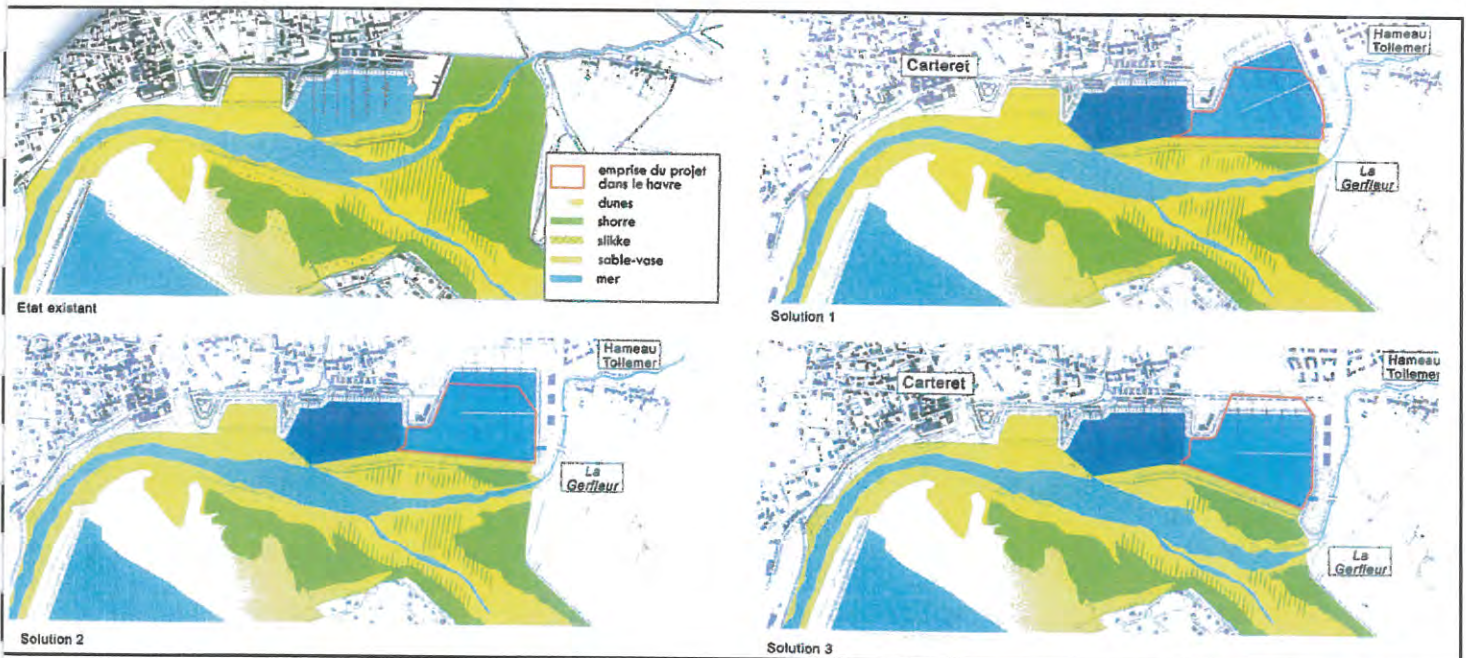 emprise du projet
dans le havre
dunes
shorre
slikke
sable-vase
mer
Etat existant
Carteret
Hameau
Tollemer
La
Gerfleur
Solution 1
Hameau
Tollemer
La
Gerfleur
Solution 2
Carteret
Hameau
Tollemer
La
Gerfleur
Solution 3